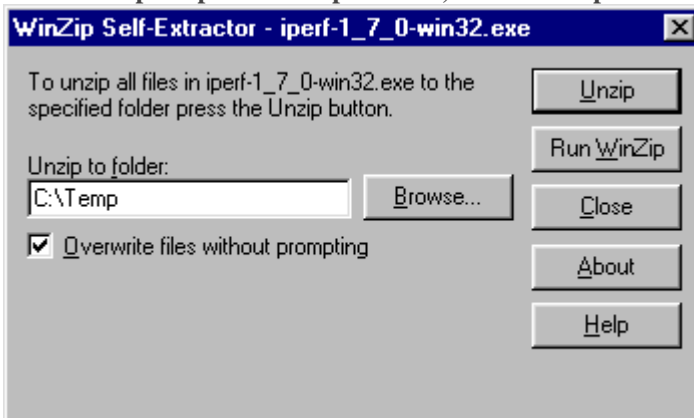 WinZip Self-Extractor - iperf-1_7_0-win32.exe
To unzip all files in iperf-1_7_0-win32.exe to the
specified folder press the Unzip button.
Unzip to folder:
C:\Temp
Browse...
Overwrite files without prompting
Unzip
Run WinZip
Close
About
Help